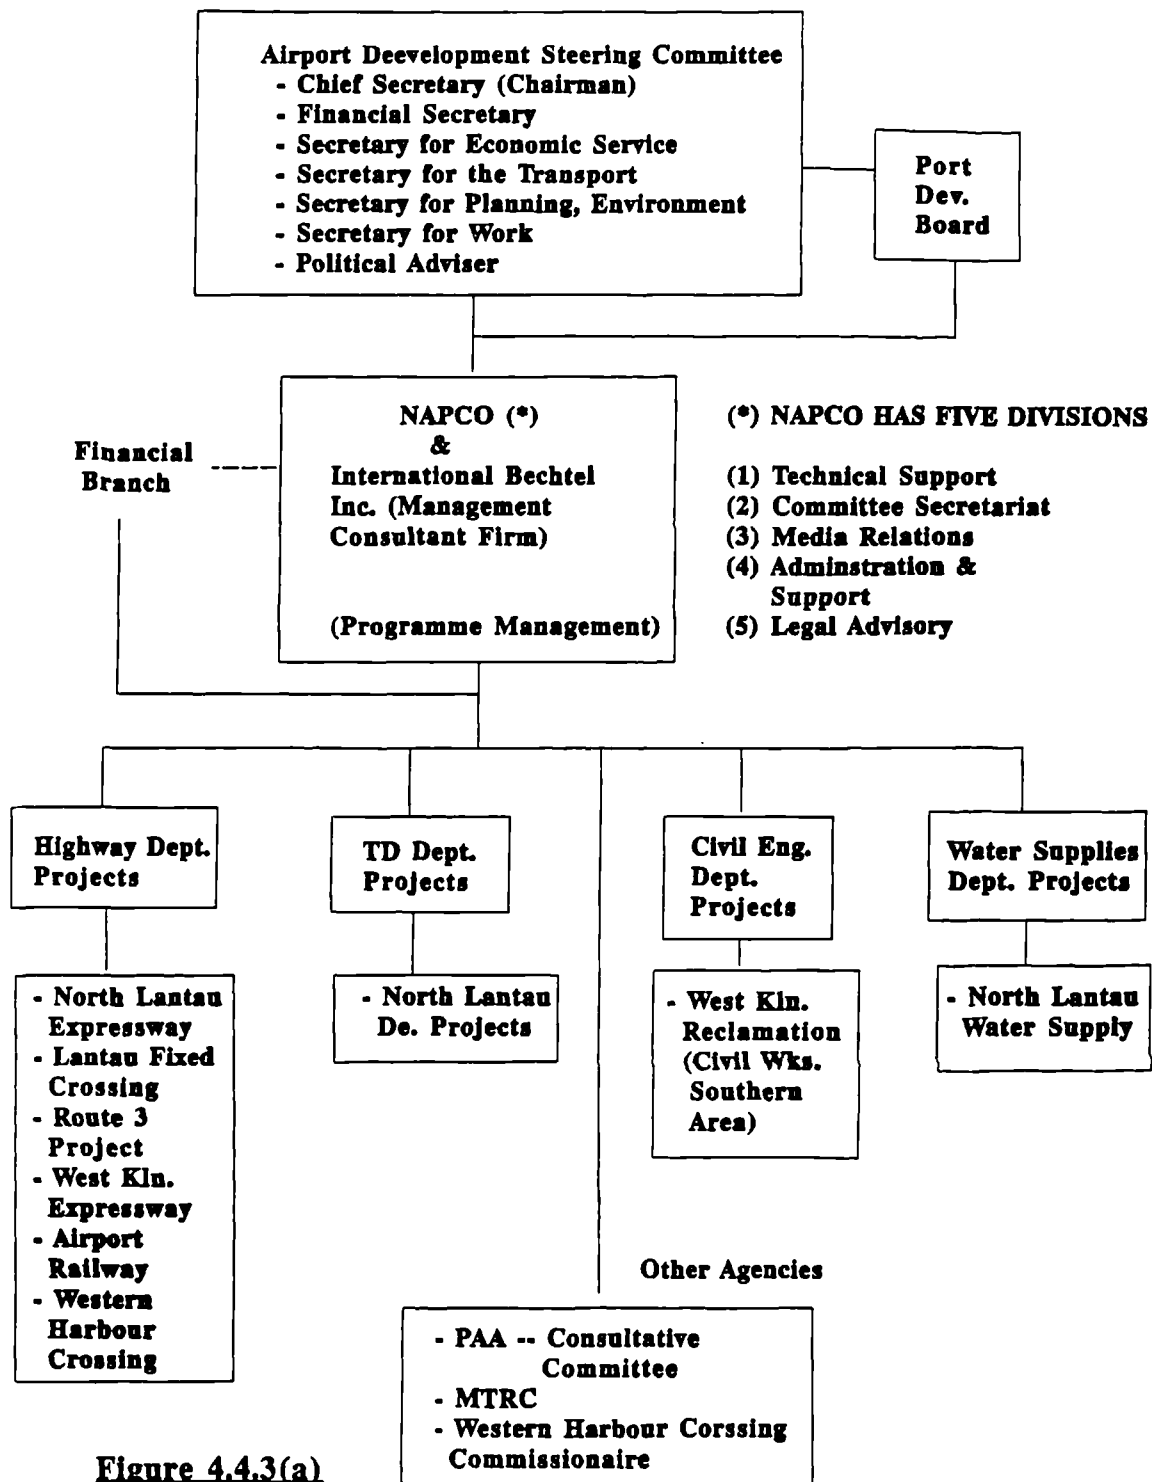 Airport Deevelopment Steering Committee
- Chief Secretary (Chairman)
- Financial Secretary
- Secretary for Economic Service
- Secretary for the Transport
- Secretary for Planning, Environment
- Secretary for Work
- Political Adviser
Port
Dev.
Board
NAPCO (*)
&
International Bechtel
Inc. (Management
Consultant Firm)
(Programme Management)
Financial
Branch
(*) NAPCO HAS FIVE DIVISIONS
(1) Technical Support
(2) Committee Secretariat
(3) Media Relations
(4) Adminstration &
Support
(5) Legal Advisory
Highway Dept.
Projects
TD Dept.
Projects
Civil Eng.
Dept.
Projects
Water Supplies
Dept. Projects
- North Lantau
Expressway
- Lantau Fixed
Crossing
- Route 3
Project
- West Kln.
Expressway
- Airport
Railway
- Western
Harbour
Crossing
- North Lantau
De. Projects
- West Kln.
Reclamation
(Civil Wks.
Southern
Area)
- North Lantau
Water Supply
Other Agencies
- PAA -- Consultative
Committee
- MTRC
- Western Harbour Corssing
Commissionaire
Figure 4.4.3(a)